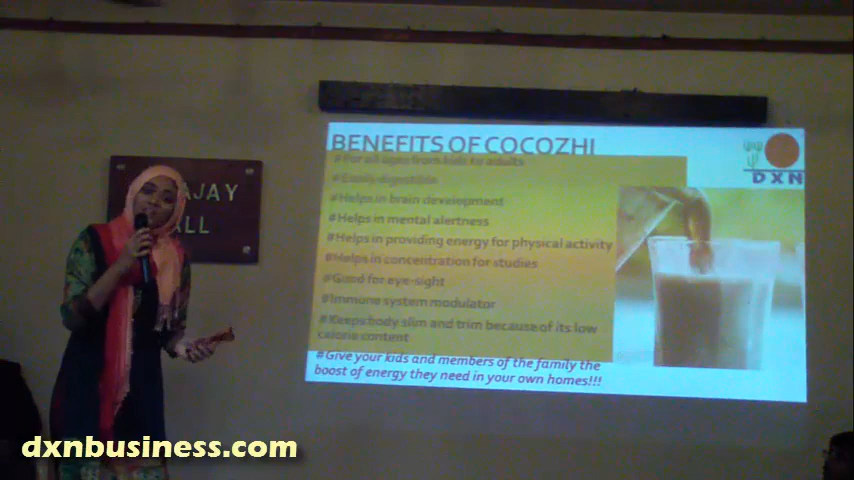 BENEFITS OF COCOZHI
#For all ages from kids to adults
#Easily digestible
#Helps in brain development
#Helps in mental alertness
#Helps in providing energy for physical activity
#Helps in concentration for studies
#Good for eye-sight
#Immune system modulator
#Keeps body slim and trim because of its low
calorie content
#Give your kids and members of the family the
boost of energy they need in your own homes!!!
DXN
AJAY
ALL
dxnbusiness.com